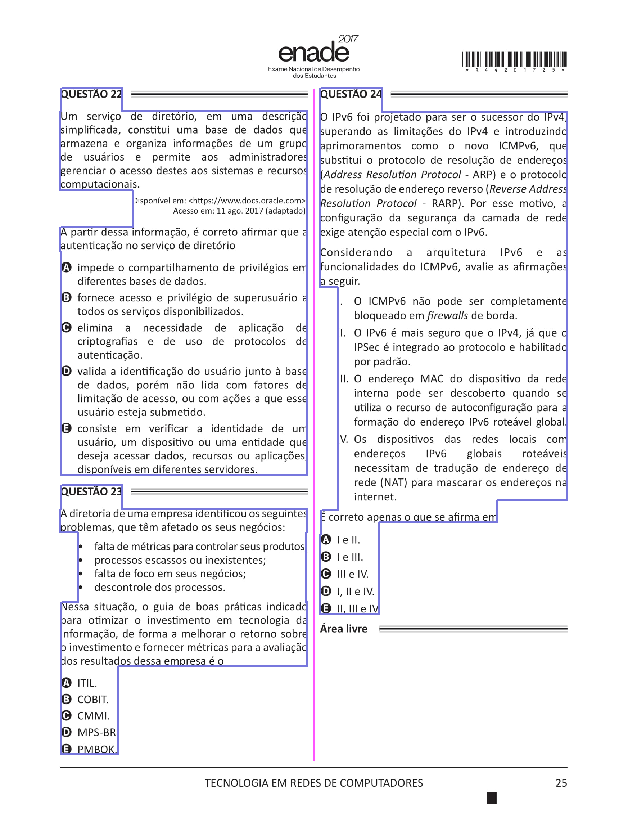 enade 2017
Exame Nacional de Desempenho
dos Estudantes
QUESTÃO 22
Um serviço de diretório, em uma descrição
simplificada, constitui uma base de dados que
armazena e organiza informações de um grupo
de usuários e permite aos administradores
gerenciar o acesso destes aos sistemas e recursos
computacionais.
Disponível em: <https://www.docs.oracle.com>
Acesso em: 11 ago. 2017 (adaptado)
A partir dessa informação, é correto afirmar que a
autenticação no serviço de diretório
A impede o compartilhamento de privilégios em
diferentes bases de dados.
B fornece acesso e privilégio de superusuário a
todos os serviços disponibilizados.
C elimina a necessidade de aplicação de
criptografias e de uso de protocolos de
autenticação.
D valida a identificação do usuário junto à base
de dados, porém não lida com fatores de
limitação de acesso, ou com ações a que esse
usuário esteja submetido.
E consiste em verificar a identidade de um
usuário, um dispositivo ou uma entidade que
deseja acessar dados, recursos ou aplicações
disponíveis em diferentes servidores.
QUESTÃO 23
A diretoria de uma empresa identificou os seguintes
problemas, que têm afetado os seus negócios:
• falta de métricas para controlar seus produtos
• processos escassos ou inexistentes;
• falta de foco em seus negócios;
• descontrole dos processos.
Nessa situação, o guia de boas práticas indicado
para otimizar o investimento em tecnologia da
informação, de forma a melhorar o retorno sobre
o investimento e fornecer métricas para a avaliação
dos resultados dessa empresa é o
A ITIL.
B COBIT.
C CMMI.
D MPS-BR
E PMBOK.
QUESTÃO 24
O IPv6 foi projetado para ser o sucessor do IPv4,
superando as limitações do IPv4 e introduzindo
aprimoramentos como o novo ICMPv6, que
substitui o protocolo de resolução de endereços
(Address Resolution Protocol - ARP) e o protocolo
de resolução de endereço reverso (Reverse Address
Resolution Protocol - RARP). Por esse motivo, a
configuração da segurança da camada de rede
exige atenção especial com o IPv6.
Considerando a arquitetura IPv6 e as
funcionalidades do ICMPv6, avalie as afirmações
a seguir.
I. O ICMPv6 não pode ser completamente
bloqueado em firewalls de borda.
II. O IPv6 é mais seguro que o IPv4, já que o
IPSec é integrado ao protocolo e habilitado
por padrão.
III. O endereço MAC do dispositivo da rede
interna pode ser descoberto quando se
utiliza o recurso de autoconfiguração para a
formação do endereço IPv6 roteável global.
IV. Os dispositivos das redes locais com
endereços IPv6 globais roteáveis
necessitam de tradução de endereço de
rede (NAT) para mascarar os endereços na
internet.
É correto apenas o que se afirma em
A I e II.
B I e III.
C III e IV.
D I, II e IV.
E II, III e IV
Área livre
TECNOLOGIA EM REDES DE COMPUTADORES 25